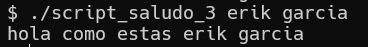 $ ./script_saludo_3 erik garcia
hola como estas erik garcia